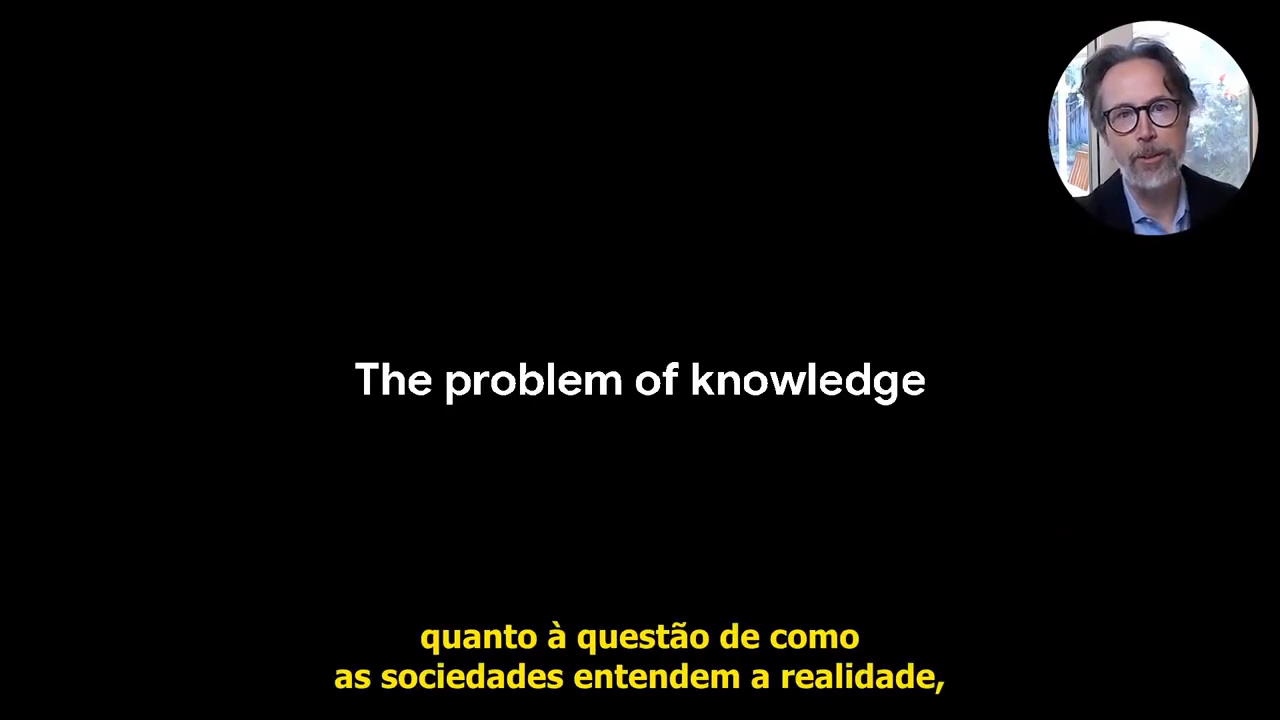 The problem of knowledge
quanto à questão de como
as sociedades entendem a realidade,